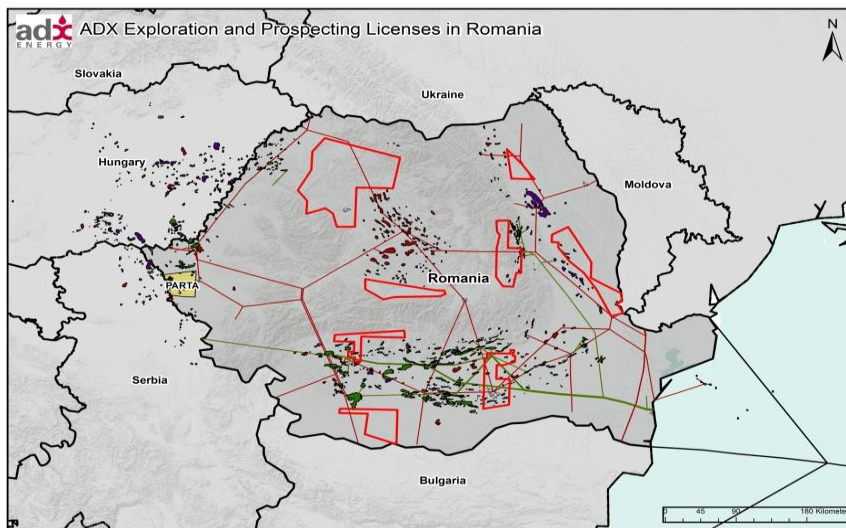 adx
ENERGY
ADX Exploration and Prospecting Licenses in Romania
N
Slovakia
Ukraine
Hungary
Moldova
Romania
PARTA
Serbia
Bulgaria
0 45 90 180 Kilometers